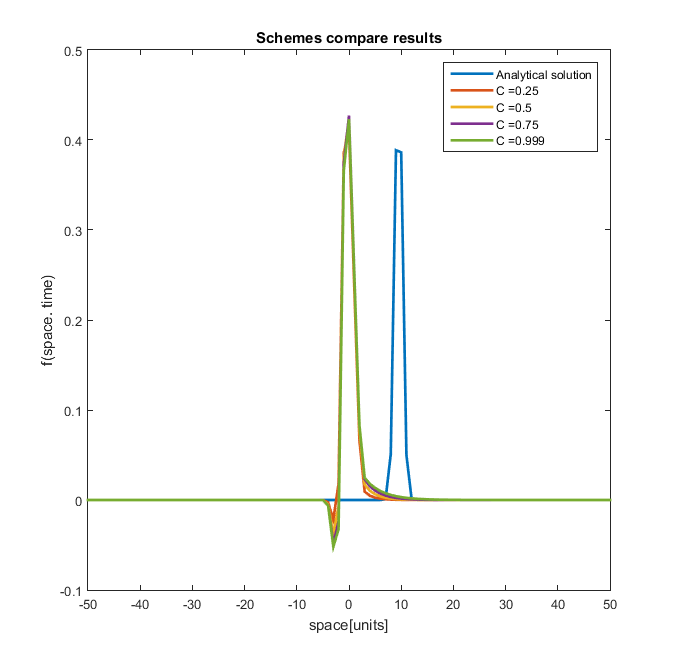 Schemes compare results
0.5
0.4
0.3
0.2
0.1
0
-0.1
f(space. time)
-50 -40 -30 -20 -10 0 10 20 30 40 50
space[units]
Analytical solution
C =0.25
C =0.5
C =0.75
C =0.999